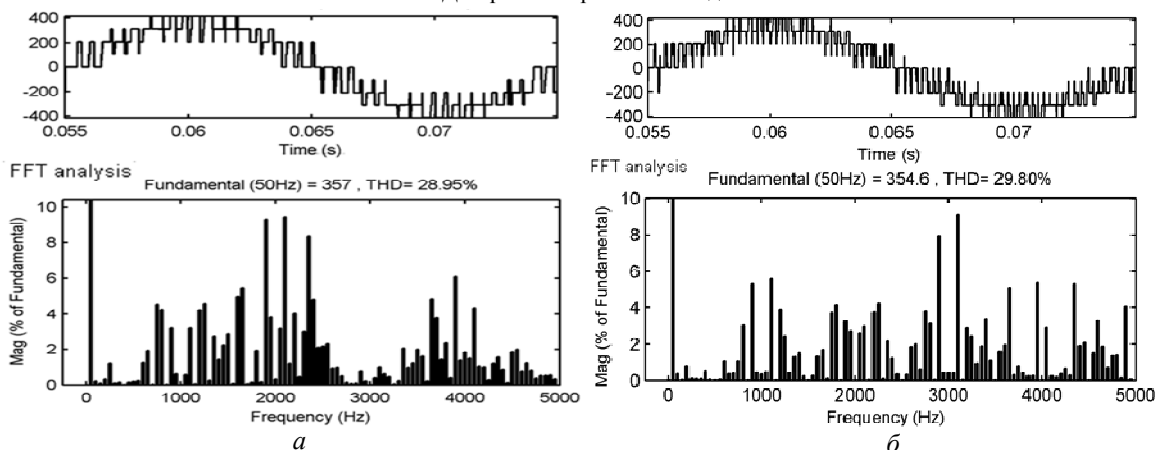 400
200
0
-200
-400
0.055 0.06 0.065 0.07
Time (s)
FFT analysis
Fundamental (50Hz) = 357 , THD= 28.95%
10
8
6
4
2
0
Mag (% of Fundamental)
0 1000 2000 3000 4000 5000
Frequency (Hz)
а
400
200
0
-200
-400
0.055 0.06 0.065 0.07
Time (s)
FFT analysis
Fundamental (50Hz) = 354.6 , THD= 29.80%
10
8
6
4
2
0
Mag (% of Fundamental)
0 1000 2000 3000 4000 5000
Frequency (Hz)
б